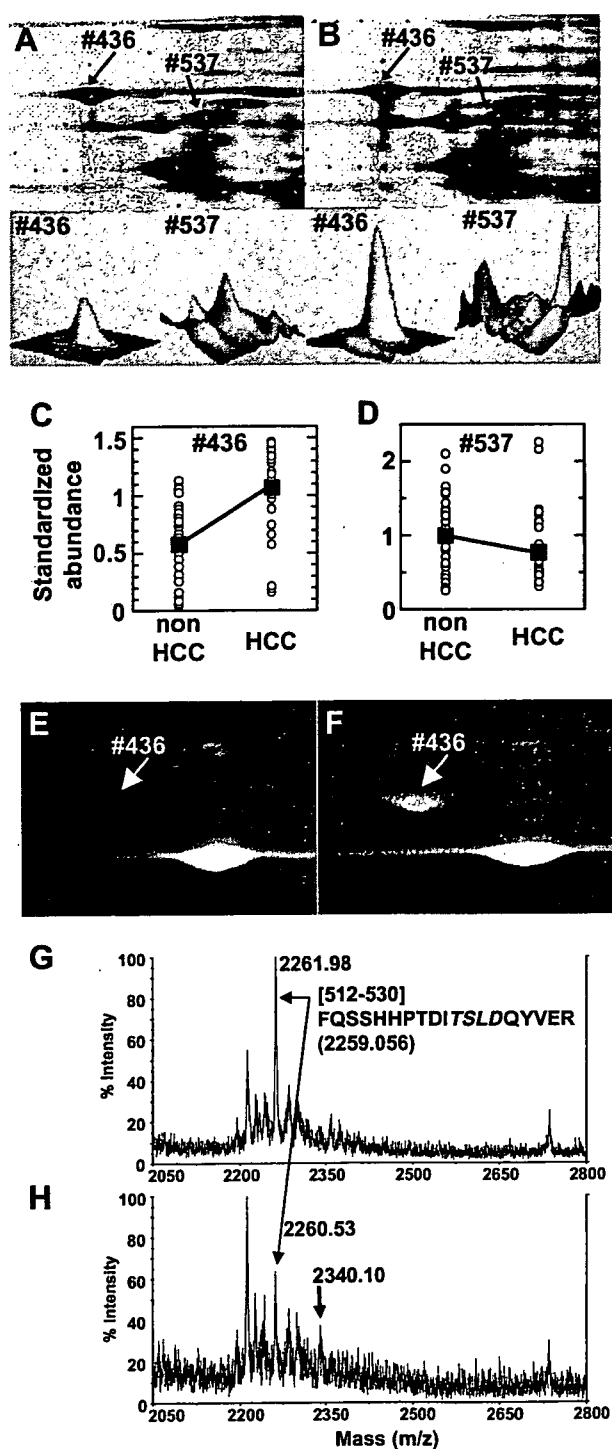 A
#436
#537
B
#436
#537
#436
#537
#436
#537
C
Standardized
abundance
#436
1.5
1
0.5
0
non
HCC
HCC
D
#537
2
1
0
non
HCC
HCC
E
#436
F
#436
G
% Intensity
100
80
60
40
20
0
2261.98
[512-530]
FQSSHHPTDITSLDQYVER
(2259.056)
2050
2200
2350
2500
2650
2800
H
% Intensity
100
80
60
40
20
0
2260.53
2340.10
2050
2200
2350
2500
2650
2800
Mass (m/z)